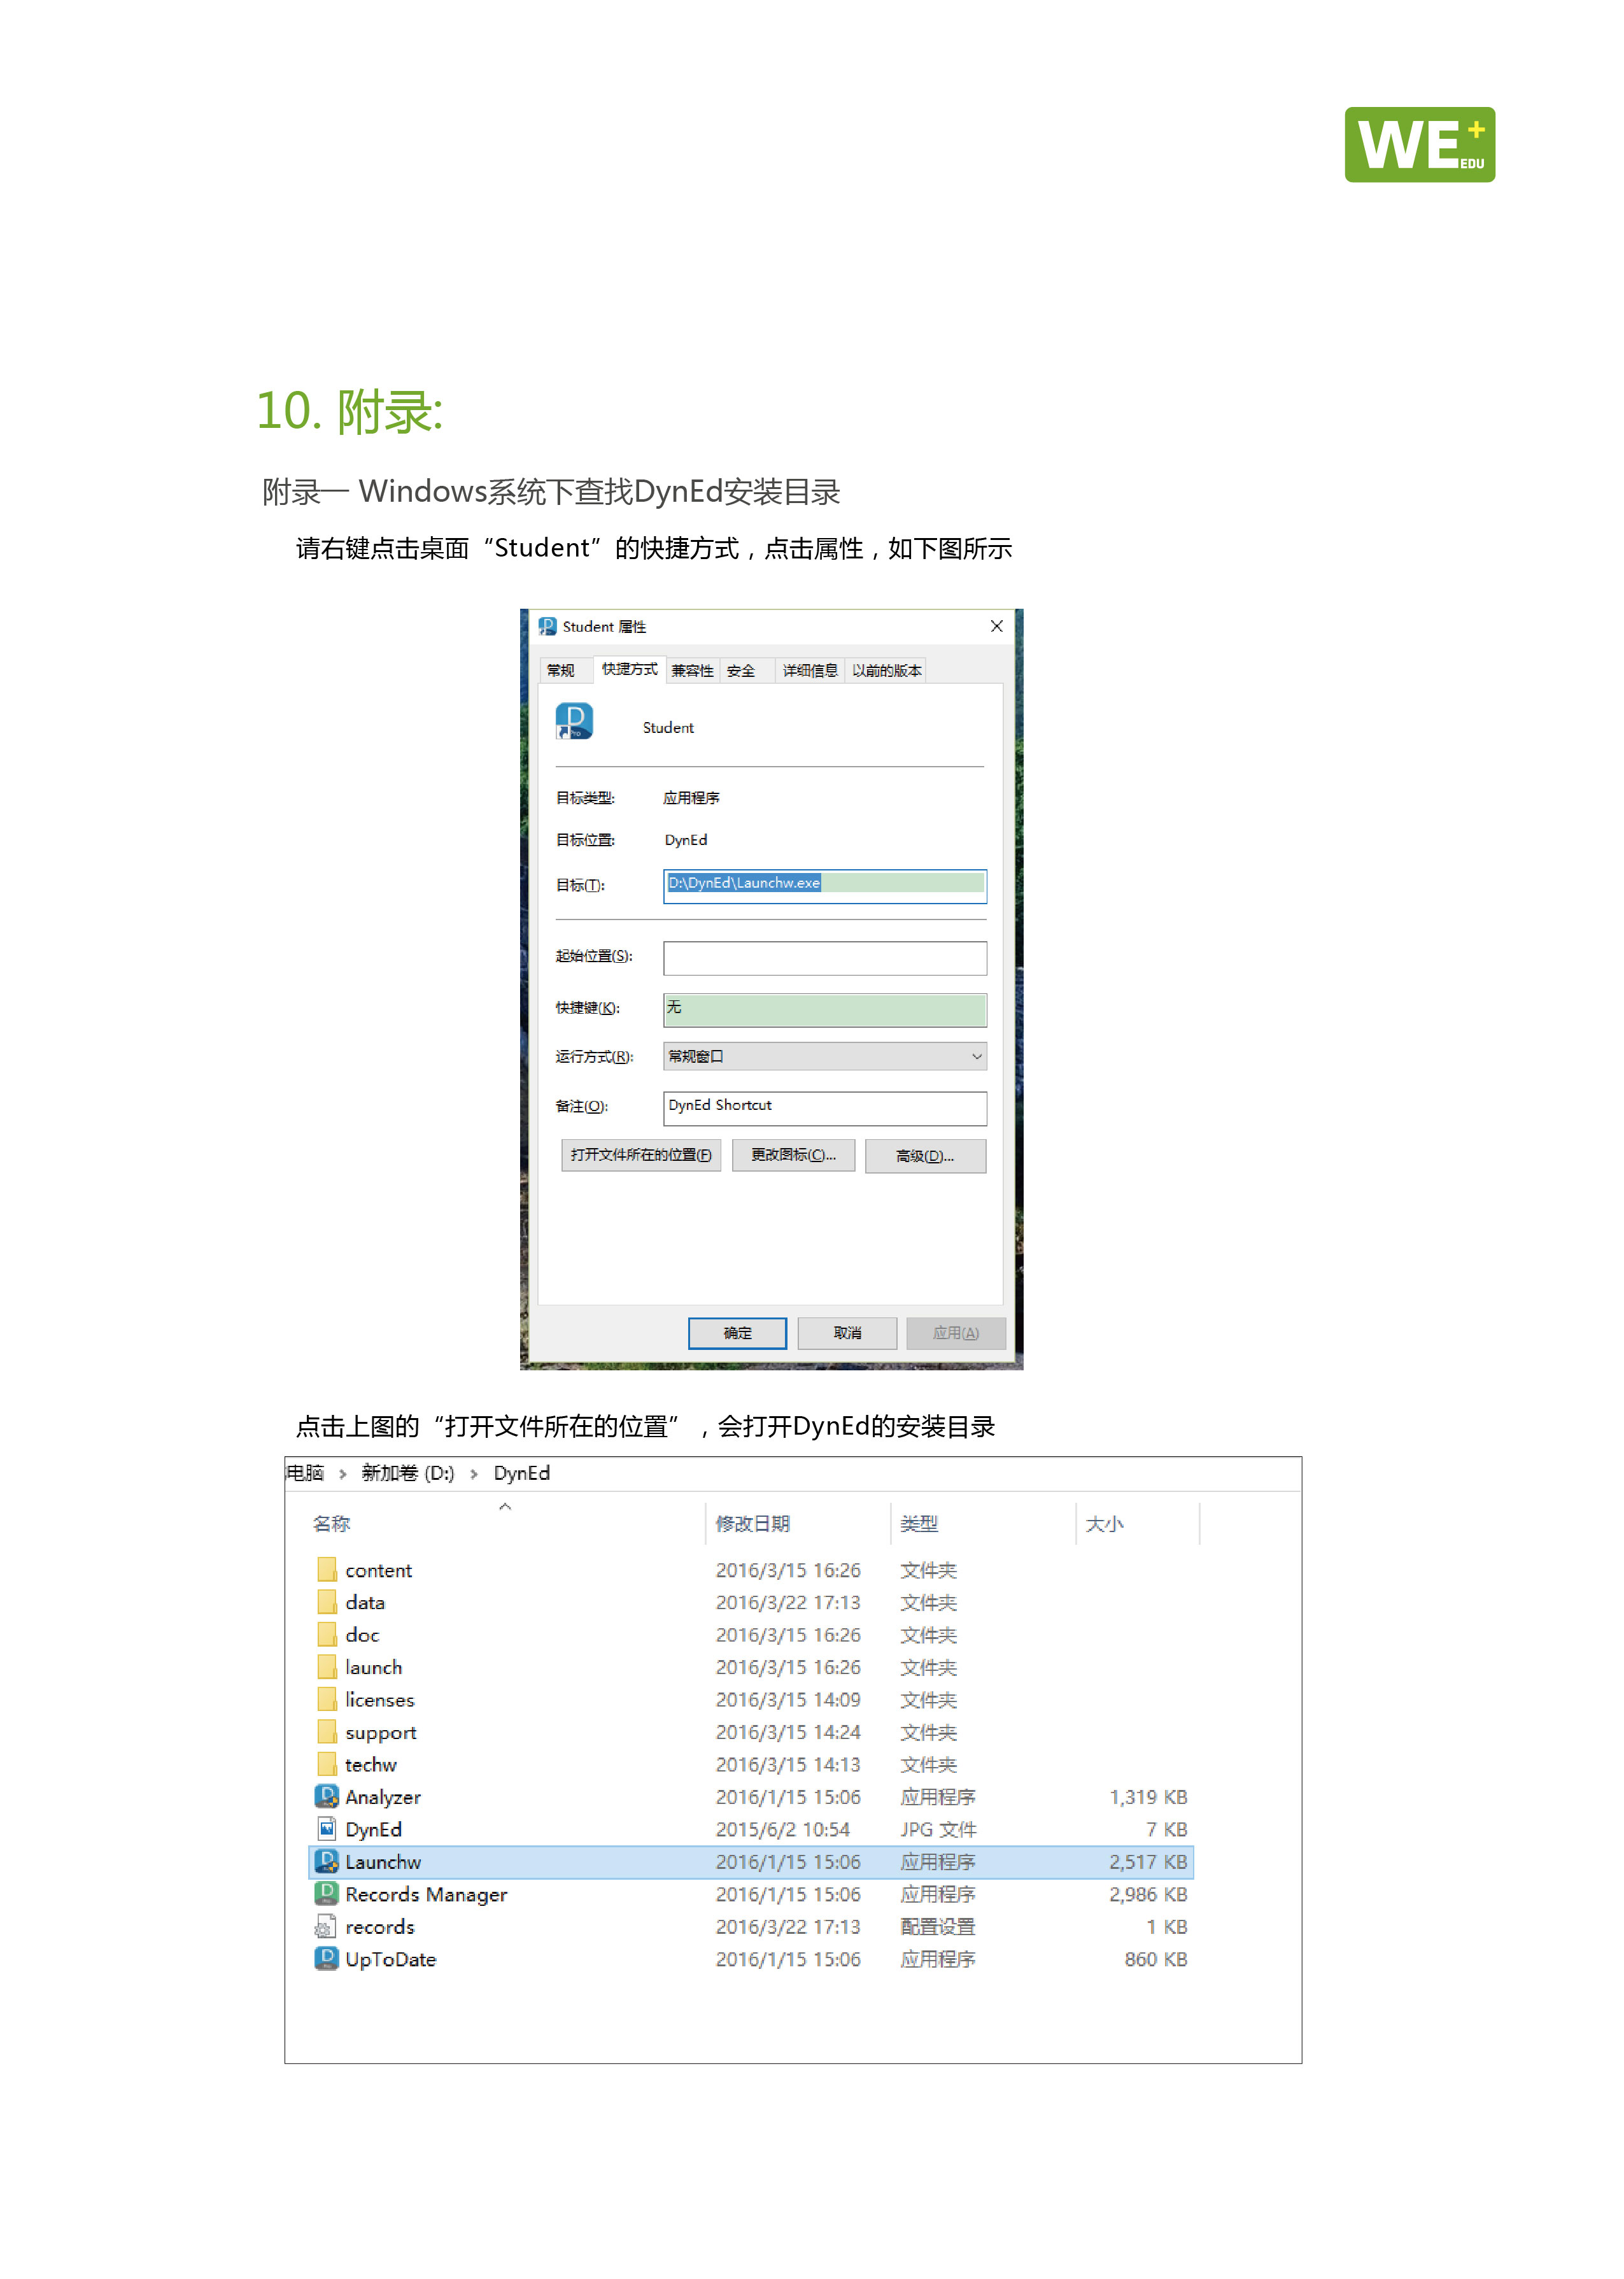 WE+
EDU
10. 附录:
附录一 Windows系统下查找DynEd安装目录
请右键点击桌面“Student”的快捷方式，点击属性，如下图所示
Student 属性
常规 快捷方式 兼容性 安全 详细信息 以前的版本
Student
目标类型: 应用程序
目标位置: DynEd
目标(T): D:\DynEd\Launchw.exe
起始位置(S):
快捷键(K): 无
运行方式(R): 常规窗口
备注(O): DynEd Shortcut
打开文件所在的位置(F) 更改图标(C)... 高级(D)...
确定 取消 应用(A)
点击上图的“打开文件所在的位置”，会打开DynEd的安装目录
电脑 > 新加卷 (D:) > DynEd
名称 修改日期 类型 大小
content 2016/3/15 16:26 文件夹
data 2016/3/22 17:13 文件夹
doc 2016/3/15 16:26 文件夹
launch 2016/3/15 16:26 文件夹
licenses 2016/3/15 14:09 文件夹
support 2016/3/15 14:24 文件夹
techw 2016/3/15 14:13 文件夹
Analyzer 2016/1/15 15:06 应用程序 1,319 KB
DynEd 2015/6/2 10:54 JPG 文件 7 KB
Launchw 2016/1/15 15:06 应用程序 2,517 KB
Records Manager 2016/1/15 15:06 应用程序 2,986 KB
records 2016/3/22 17:13 配置设置 1 KB
UpToDate 2016/1/15 15:06 应用程序 860 KB